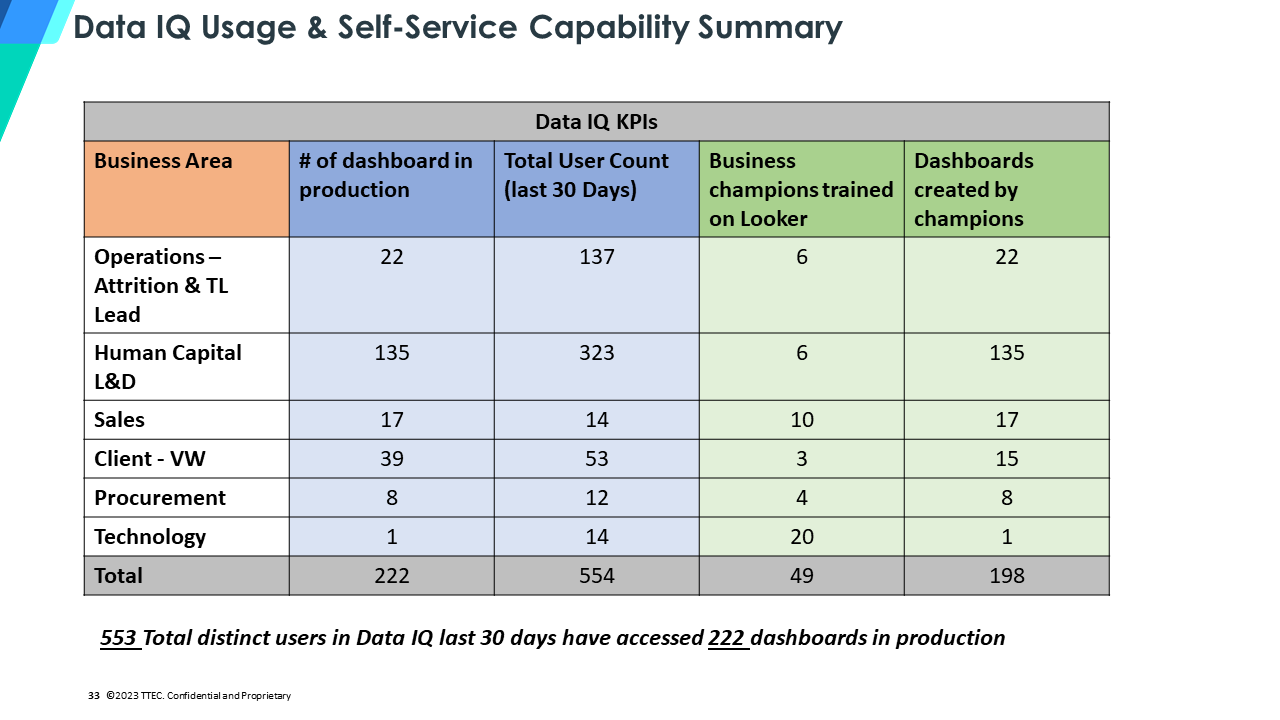 Data IQ Usage & Self-Service Capability Summary
Data IQ KPIs
Business Area
# of dashboard in
production
Total User Count
(last 30 Days)
Business
champions trained
on Looker
Dashboards
created by
champions
Operations –
Attrition & TL
Lead
22
137
6
22
Human Capital
L&D
135
323
6
135
Sales
17
14
10
17
Client - VW
39
53
3
15
Procurement
8
12
4
8
Technology
1
14
20
1
Total
222
554
49
198
553 Total distinct users in Data IQ last 30 days have accessed 222 dashboards in production
33 ©2023 TTEC. Confidential and Proprietary